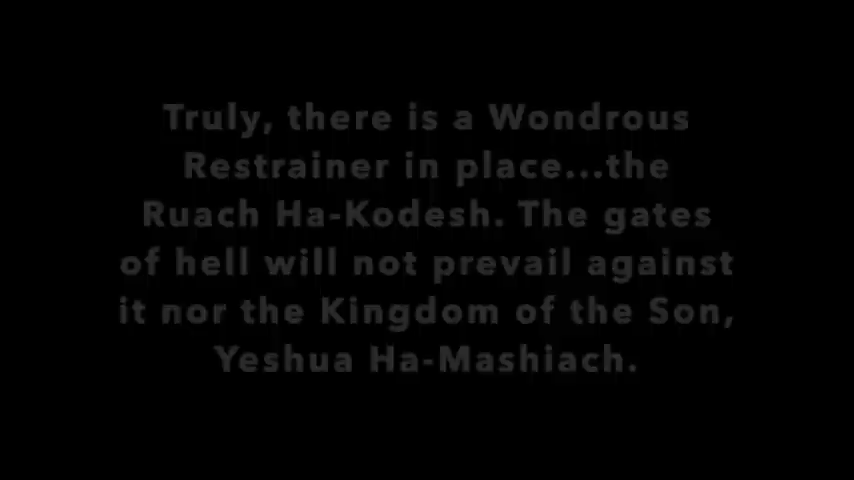 Truly, there is a Wondrous
Restrainer in place...the
Ruach Ha-Kodesh. The gates
of hell will not prevail against
it nor the Kingdom of the Son,
Yeshua Ha-Mashiach.